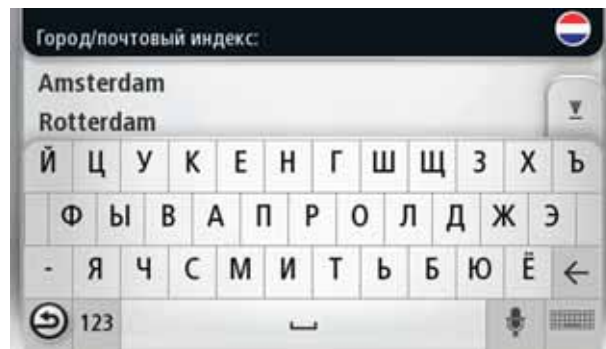 Город/почтовый индекс:
Amsterdam
Rotterdam
Й Ц У К Е Н Г Ш Щ З Х Ъ
Ф Ы В А П Р О Л Д Ж Э
- Я Ч С М И Т Ь Б Ю Ё
123